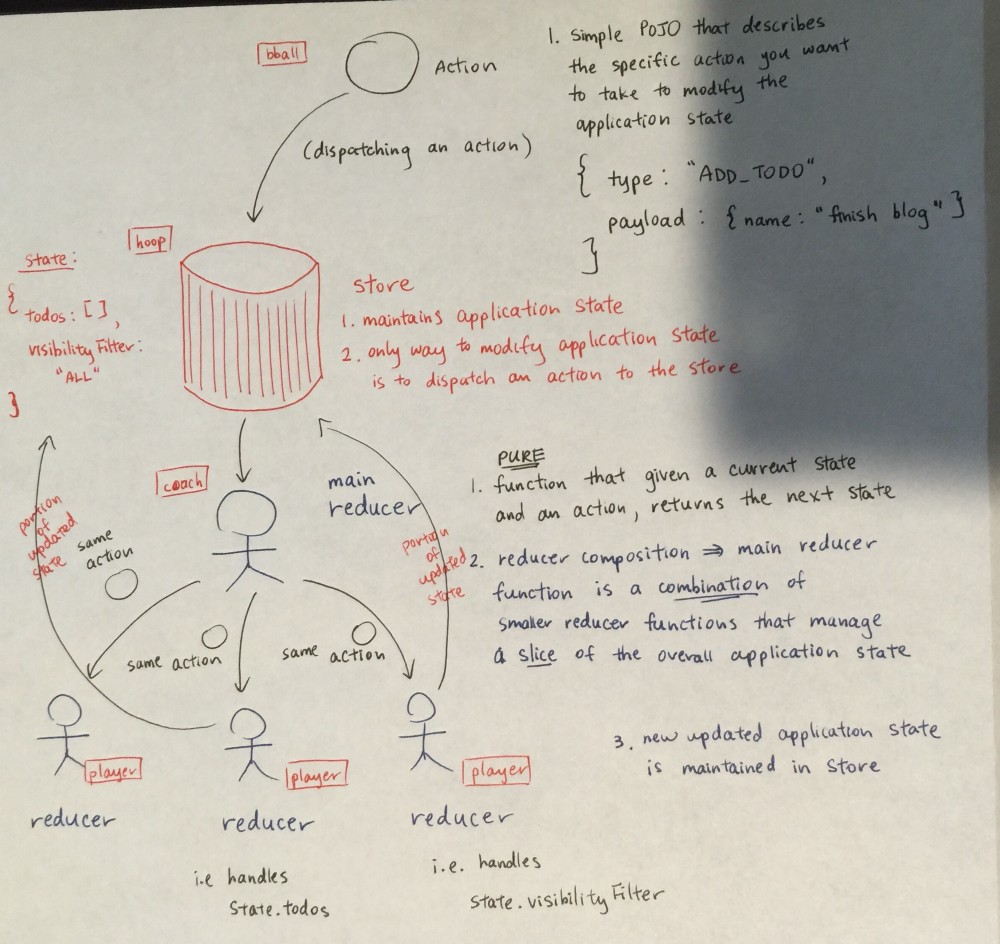 bball
Action
1. Simple POJO that describes
the specific action you want
to take to modify the
application state
(dispatching an action)
{ type: "ADD_TODO",
payload: {name: "finish blog"}
}
hoop
state:
{
todos: [],
visibilityFilter:
"ALL"
}
store
1. maintains application state
2. only way to modify application state
is to dispatch an action to the store
coach
main
reducer
portion
of
updated
state
same
action
portion
of
updated
state
PURE
1. function that given a current state
and an action, returns the next state
2. reducer composition ⇒ main reducer
function is a combination of
smaller reducer functions that manage
a slice of the overall application state
same action
same
action
3. new updated application state
is maintained in store
player
reducer
player
reducer
i.e handles
state.todos
player
reducer
i.e. handles
state.visibilityFilter